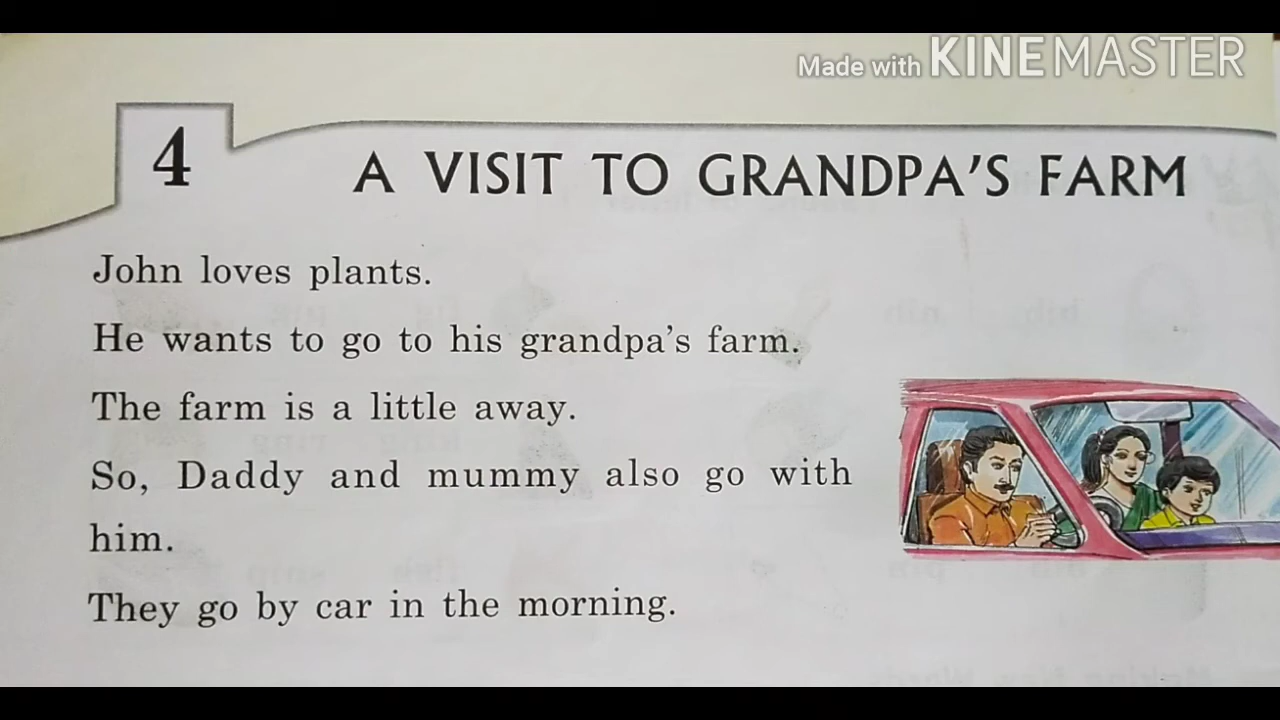 Made with KINEMASTER
4
A VISIT TO GRANDPA'S FARM
John loves plants.
He wants to go to his grandpa's farm.
The farm is a little away.
So, Daddy and mummy also go with
him.
They go by car in the morning.